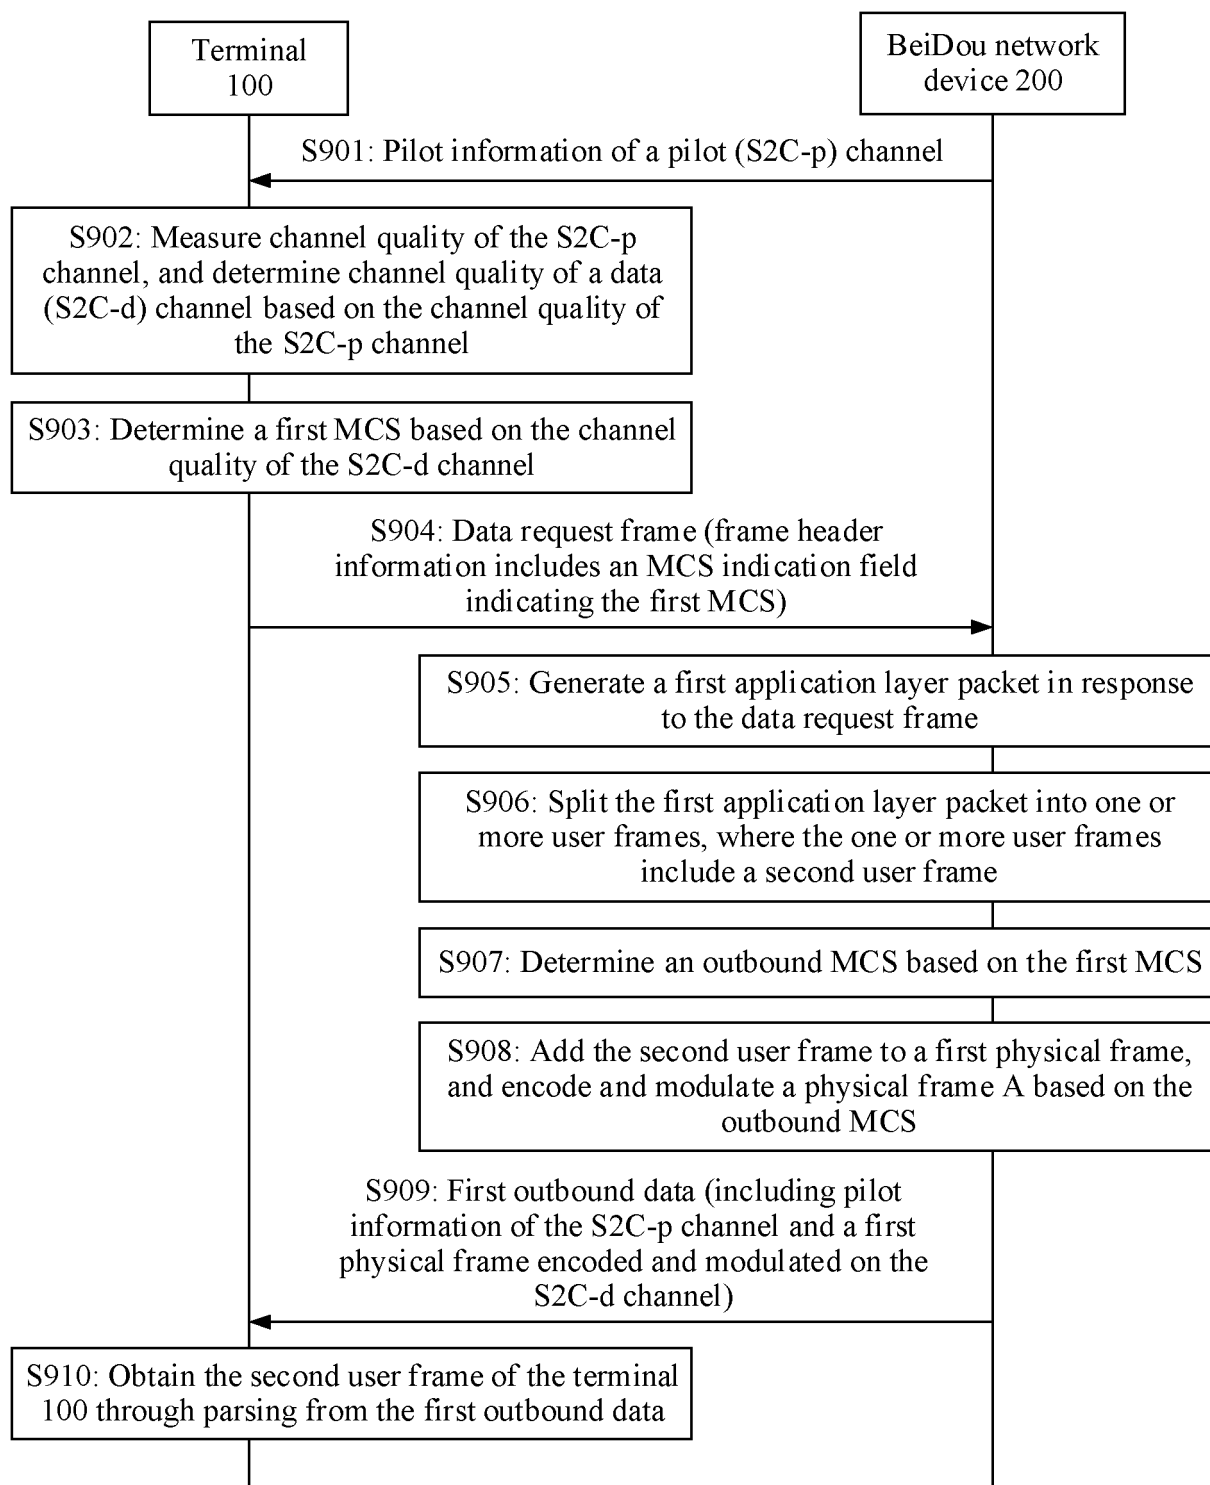 Terminal
100
BeiDou network
device 200
S901: Pilot information of a pilot (S2C-p) channel
S902: Measure channel quality of the S2C-p
channel, and determine channel quality of a data
(S2C-d) channel based on the channel quality of
the S2C-p channel
S903: Determine a first MCS based on the channel
quality of the S2C-d channel
S904: Data request frame (frame header
information includes an MCS indication field
indicating the first MCS)
S905: Generate a first application layer packet in response
to the data request frame
S906: Split the first application layer packet into one or
more user frames, where the one or more user frames
include a second user frame
S907: Determine an outbound MCS based on the first MCS
S908: Add the second user frame to a first physical frame,
and encode and modulate a physical frame A based on the
outbound MCS
S909: First outbound data (including pilot
information of the S2C-p channel and a first
physical frame encoded and modulated on the
S2C-d channel)
S910: Obtain the second user frame of the terminal
100 through parsing from the first outbound data